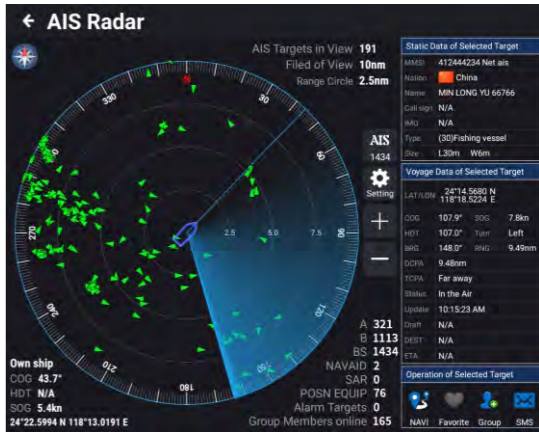 AIS Radar
AIS Targets in View 191
Filed of View 10nm
Range Circle 2.5nm
N
30
60
90
120
150
180
210
240
270
330
2.5
5.0
7.5
AIS
1434
Setting
A 321
B 1113
BS 1434
NAVAID 2
SAR 0
POSN EQUIP 76
Alarm Targets 0
Group Members online 165
Own ship
COG 43.7°
HDT N/A
SOG 5.4kn
24°22.5994 N 118°13.0191 E
Static Data of Selected Target
MMSI 412444234 Net ais
Nation China
Name MIN LONG YU 66766
Call sign N/A
IMO N/A
Type (30)Fishing vessel
Size L30m W6m
Voyage Data of Selected Target
LAT/LON 24°14.5680 N
118°18.5224 E
COG 107.9° SOG 7.8kn
HDT 107.0° Turn Left
BRG 148.0° RNG 9.49nm
DCPA 9.48nm
TCPA Far away
Status In the Air
Update 10:15:23 AM
Draft N/A
DEST N/A
ETA N/A
Operation of Selected Target
NAVI Favorite Group SMS